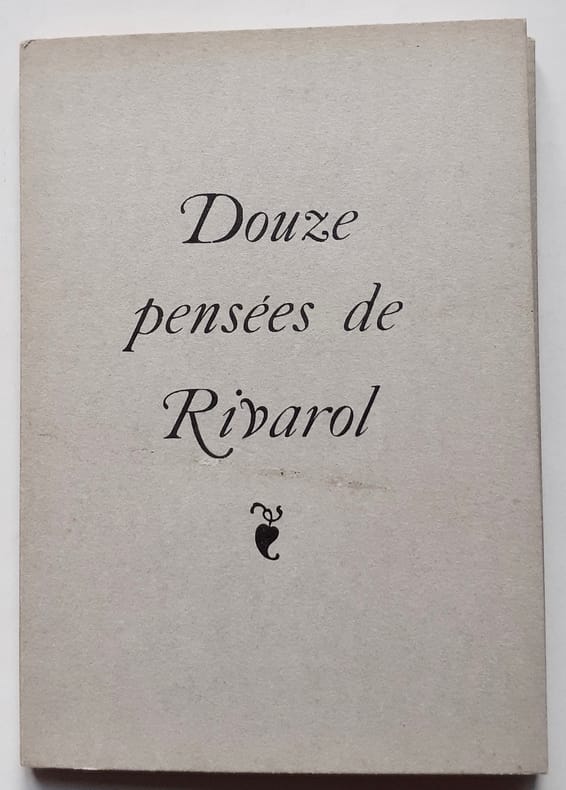 Douze
pensées de
Rivarol